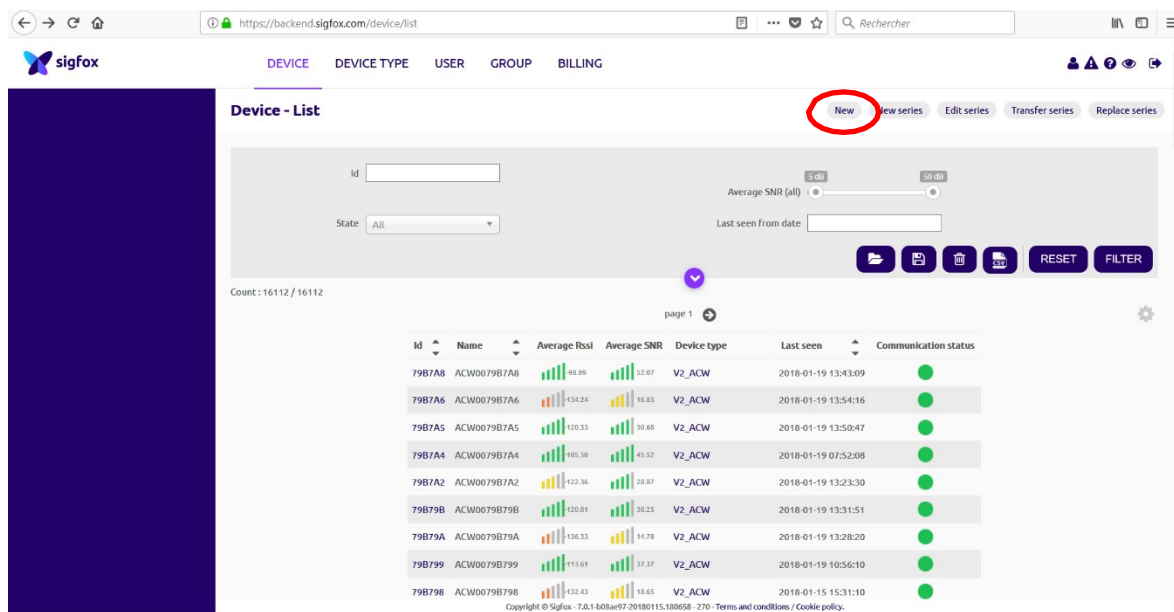 https://backend.sigfox.com/device/list
Rechercher
sigfox
DEVICE DEVICE TYPE USER GROUP BILLING
Device - List
New New series Edit series Transfer series Replace series
Id
5 dB 50 dB
Average SNR (all)
State All
Last seen from date
CSV RESET FILTER
Count : 16112 / 16112
page 1
Id Name Average Rssi Average SNR Device type Last seen Communication status
79B7A8 ACW0079B7A8 -98.99 52.07 V2_ACW 2018-01-19 13:43:09
79B7A6 ACW0079B7A6 -134.24 16.83 V2_ACW 2018-01-19 13:54:16
79B7A5 ACW0079B7A5 -120.33 30.68 V2_ACW 2018-01-19 13:50:47
79B7A4 ACW0079B7A4 -105.50 45.52 V2_ACW 2018-01-19 07:52:08
79B7A2 ACW0079B7A2 -122.36 28.87 V2_ACW 2018-01-19 13:23:30
79B79B ACW0079B79B -120.81 30.25 V2_ACW 2018-01-19 13:31:51
79B79A ACW0079B79A -136.33 14.78 V2_ACW 2018-01-19 13:28:20
79B799 ACW0079B799 -113.61 37.37 V2_ACW 2018-01-19 10:56:10
79B798 ACW0079B798 -132.43 18.65 V2_ACW 2018-01-15 15:31:10
Copyright © Sigfox - 7.0.1-b08ae97-20180115.180658 - 270 - Terms and conditions / Cookie policy.